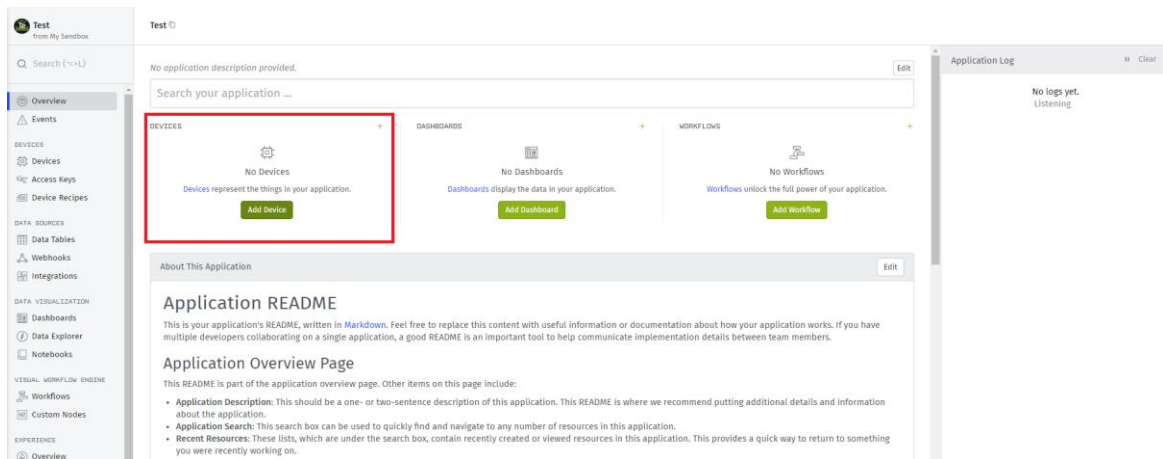 Test
from My Sandbox
Search (⌥+L)
Overview
Events
DEVICES
Devices
Access Keys
Device Recipes
DATA SOURCES
Data Tables
Webhooks
Integrations
DATA VISUALIZATION
Dashboards
Data Explorer
Notebooks
VISUAL WORKFLOW ENGINE
Workflows
Custom Nodes
EXPERIENCE
Overview
Test
No application description provided.
Edit
Search your application ...
DEVICES +
No Devices
Devices represent the things in your application.
Add Device
DASHBOARDS +
No Dashboards
Dashboards display the data in your application.
Add Dashboard
WORKFLOWS +
No Workflows
Workflows unlock the full power of your application.
Add Workflow
About This Application
Edit
Application README
This is your application's README, written in Markdown. Feel free to replace this content with useful information or documentation about how your application works. If you have
multiple developers collaborating on a single application, a good README is an important tool to help communicate implementation details between team members.
Application Overview Page
This README is part of the application overview page. Other items on this page include:
• Application Description: This should be a one- or two-sentence description of this application. This README is where we recommend putting additional details and information
about the application.
• Application Search: This search box can be used to quickly find and navigate to any number of resources in this application.
• Recent Resources: These lists, which are under the search box, contain recently created or viewed resources in this application. This provides a quick way to return to something
you were recently working on.
Application Log
Clear
No logs yet.
Listening